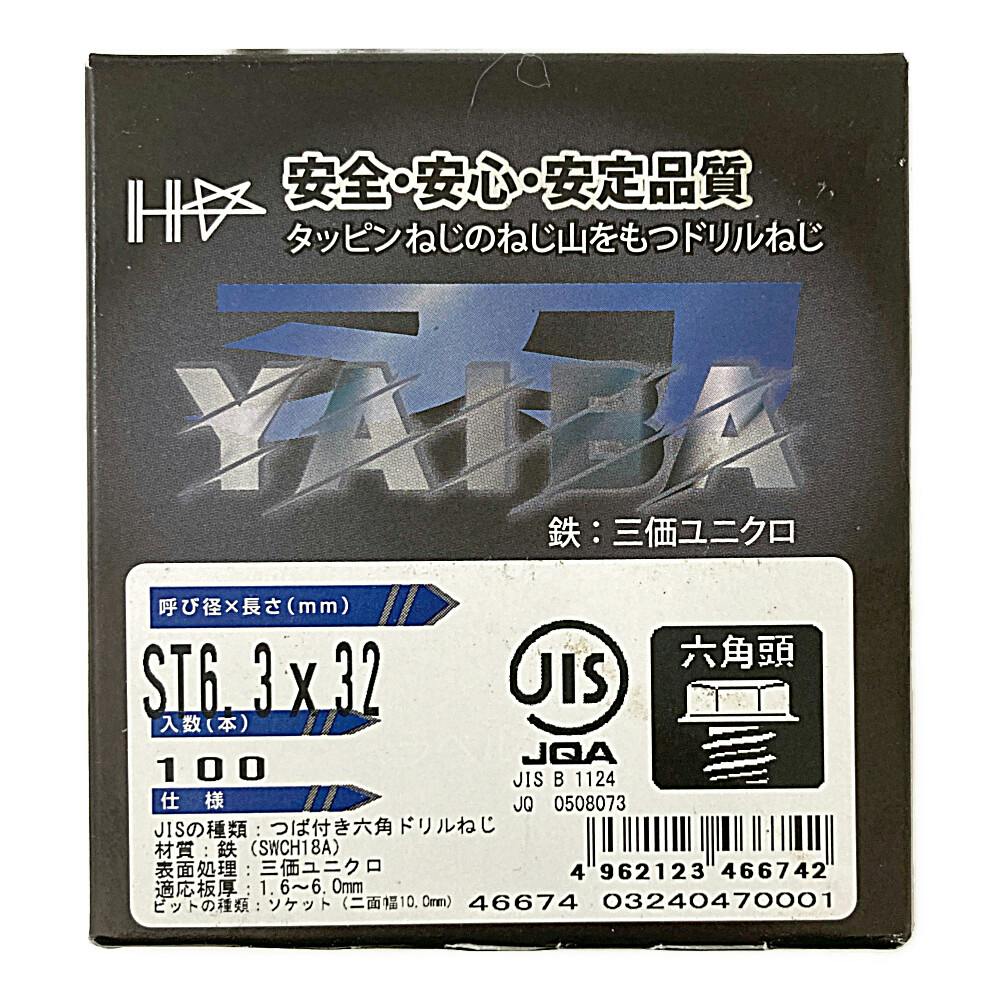 安全・安心・安定品質
タッピンねじのねじ山をもつドリルねじ
YAIBA
鉄：三価ユニクロ
呼び径×長さ(mm)
ST6.3x32
入数(本)
100
仕 様
JISの種類：つば付き六角ドリルねじ
材質：鉄(SWCH18A)
表面処理：三価ユニクロ
適応板厚：1.6～6.0mm
ビットの種類：ソケット(二面幅10.0mm)
JIS
JQA
JIS B 1124
JQ 0508073
六角頭
4 962123 466742
46674 03240470001